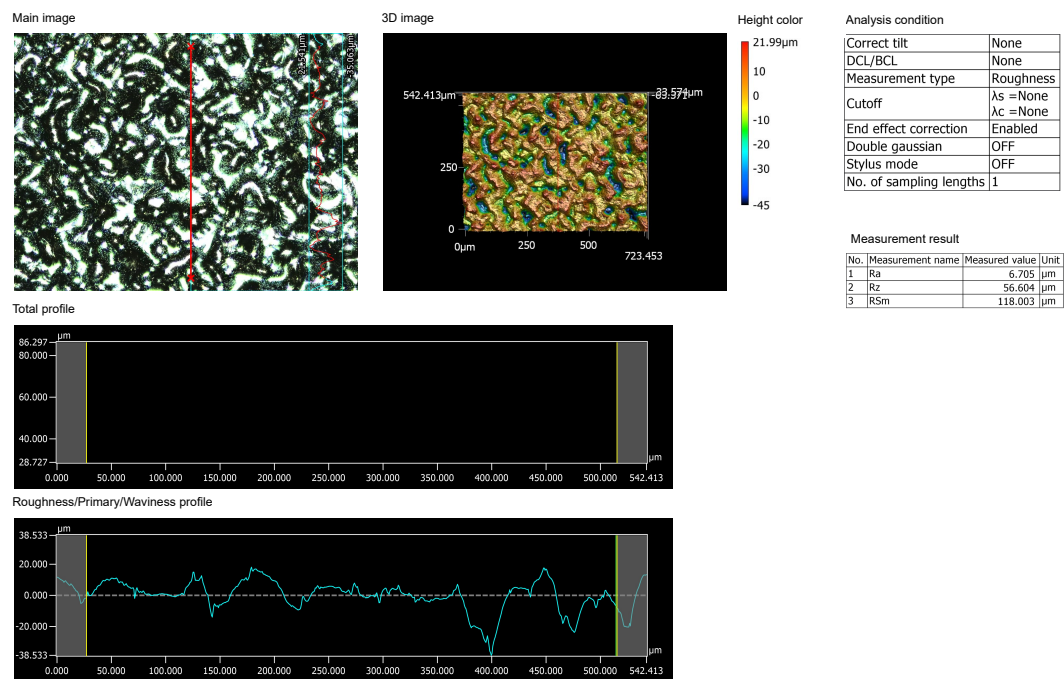 Main image
3D image
Height color
Analysis condition
-35.063µm
542.413µm
250
0
0µm
250
500
723.453
21.99µm
10
0
-10
-20
-30
-45
Correct tilt None
DCL/BCL None
Measurement type Roughness
Cutoff λs =None
λc =None
End effect correction Enabled
Double gaussian OFF
Stylus mode OFF
No. of sampling lengths 1
Measurement result
No. Measurement name Measured value Unit
1 Ra 6.705 µm
2 Rz 56.604 µm
3 RSm 118.003 µm
Total profile
µm
86.297
80.000
60.000
40.000
28.727
µm
0.000 50.000 100.000 150.000 200.000 250.000 300.000 350.000 400.000 450.000 500.000 542.413
Roughness/Primary/Waviness profile
µm
38.533
20.000
0.000
-20.000
-38.533
µm
0.000 50.000 100.000 150.000 200.000 250.000 300.000 350.000 400.000 450.000 500.000 542.413